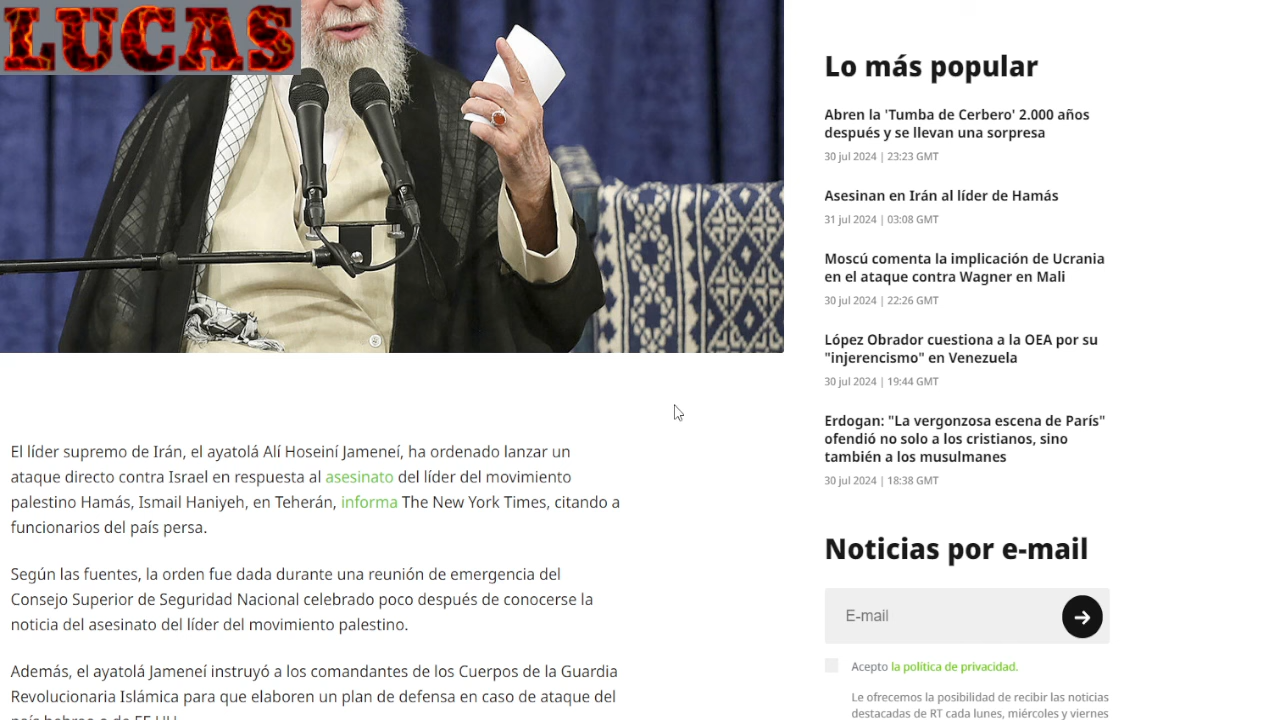 LUCAS
El líder supremo de Irán, el ayatolá Alí Hoseiní Jameneí, ha ordenado lanzar un
ataque directo contra Israel en respuesta al asesinato del líder del movimiento
palestino Hamás, Ismail Haniyeh, en Teherán, informa The New York Times, citando a
funcionarios del país persa.
Según las fuentes, la orden fue dada durante una reunión de emergencia del
Consejo Superior de Seguridad Nacional celebrado poco después de conocerse la
noticia del asesinato del líder del movimiento palestino.
Además, el ayatolá Jameneí instruyó a los comandantes de los Cuerpos de la Guardia
Revolucionaria Islámica para que elaboren un plan de defensa en caso de ataque del
Lo más popular
Abren la 'Tumba de Cerbero' 2.000 años
después y se llevan una sorpresa
30 jul 2024 | 23:23 GMT
Asesinan en Irán al líder de Hamás
31 jul 2024 | 03:08 GMT
Moscú comenta la implicación de Ucrania
en el ataque contra Wagner en Mali
30 jul 2024 | 22:26 GMT
López Obrador cuestiona a la OEA por su
"injerencismo" en Venezuela
30 jul 2024 | 19:44 GMT
Erdogan: "La vergonzosa escena de París"
ofendió no solo a los cristianos, sino
también a los musulmanes
30 jul 2024 | 18:38 GMT
Noticias por e-mail
E-mail
Acepto la política de privacidad.
Le ofrecemos la posibilidad de recibir las noticias
destacadas de RT cada lunes, miércoles y viernes